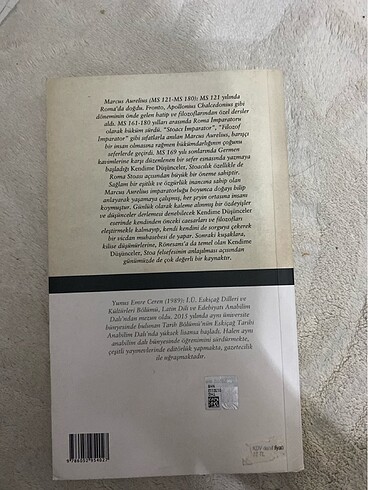 Marcus Aurelius (MS 121-MS 180): MS 121 yılında
Roma'da doğdu. Fronto, Apollonius Chalcedonius gibi
döneminin önde gelen hatip ve filozoflarından özel dersler
aldı. MS 161-180 yılları arasında Roma İmparatoru
olarak hüküm sürdü. "Stoacı İmparator", "Filozof
İmparator" gibi sıfatlarla anılan Marcus Aurelius, barışçı
bir insan olmasına rağmen hükümdarlığının çoğunu
seferlerde geçirdi. MS 169 yılı sonlarında Germen
kavimlerine karşı düzenlenen bir sefer esnasında yazmaya
başladığı Kendime Düşünceler, Stoacılık özellikle de
Roma Stoası açısından büyük bir öneme sahiptir.
Sağlam bir eşitlik ve özgürlük inancına sahip olan
Marcus Aurelius imparatorluğu boyunca doğayı bilip
anlayarak yaşamaya çalışmış, her şeyin ortasına insanı
koymuştur. Günlük olarak kaleme alınmış bir özdeyişler
ve düşünceler derlemesi denebilecek Kendime Düşünceler
eserinde kendinden önceki caesarları ve filozofları
eleştirmekle kalmayıp, kendi kendini de sorguya çekerek
bir vicdan muhasebesi de yapar. Sonraki kuşaklara,
kilise düşünürlerine, Rönesans'a da temel olan Kendime
Düşünceler, Stoa felsefesinin anlaşılması açısından
günümüzde de çok değerli bir kaynaktır.
Yunus Emre Ceren (1989): İ.Ü. Eskiçağ Dilleri ve
Kültürleri Bölümü, Latin Dili ve Edebiyatı Anabilim
Dalı'ndan mezun oldu. 2015 yılında aynı üniversite
bünyesinde bulunan Tarih Bölümü'nün Eskiçağ Tarihi
Anabilim Dalı'nda yüksek lisansa başladı. Halen aynı
anabilim dalı bünyesinde öğrenimini sürdürmekte,
çeşitli yayınevlerinde editörlük yapmakta, gazetecilik
ile uğraşmaktadır.
9 786052 954027